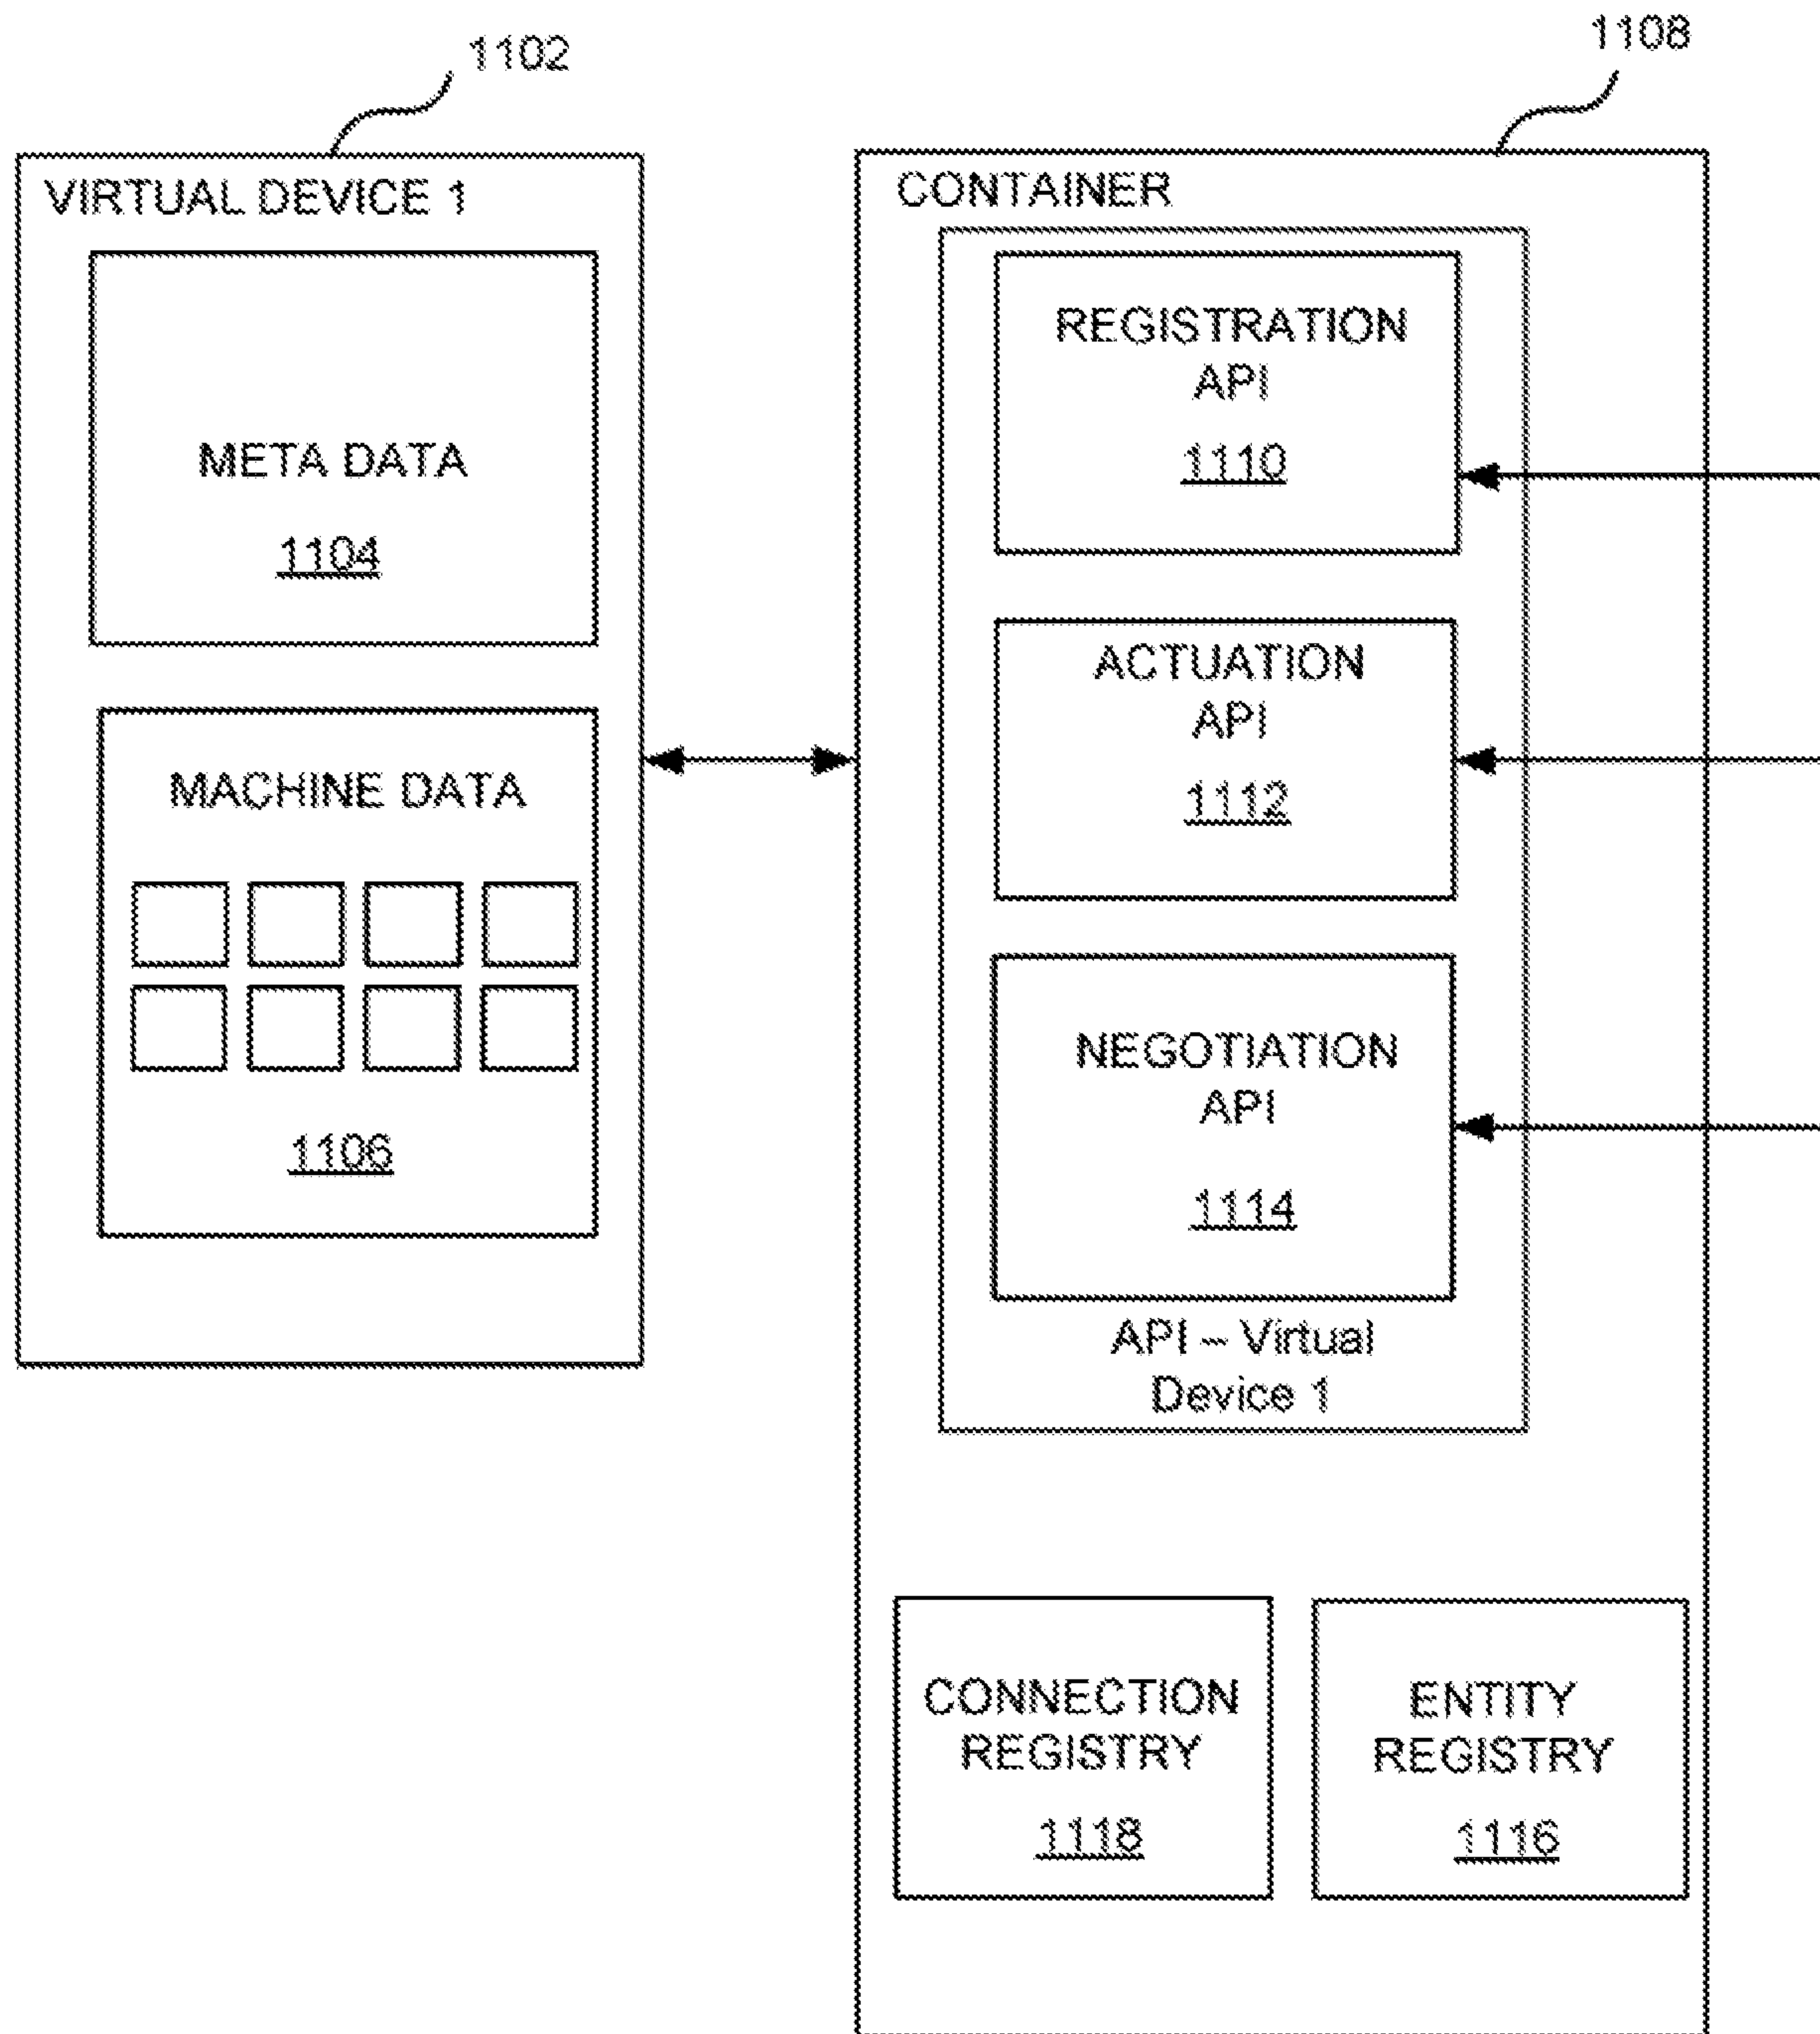 1102
VIRTUAL DEVICE 1
META DATA
1104
MACHINE DATA
1106
1108
CONTAINER
REGISTRATION
API
1110
ACTUATION
API
1112
NEGOTIATION
API
1114
API – Virtual
Device 1
CONNECTION
REGISTRY
1118
ENTITY
REGISTRY
1116